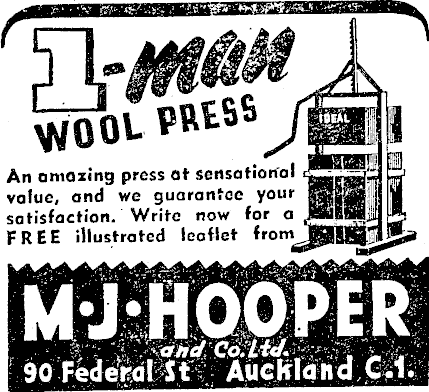 1-man
WOOL PRESS
IDEAL
An amazing press at sensational
value, and we guarantee your
satisfaction. Write now for a
FREE illustrated leaflet from
M·J·HOOPER
and Co. Ltd.
90 Federal St Auckland C.1.